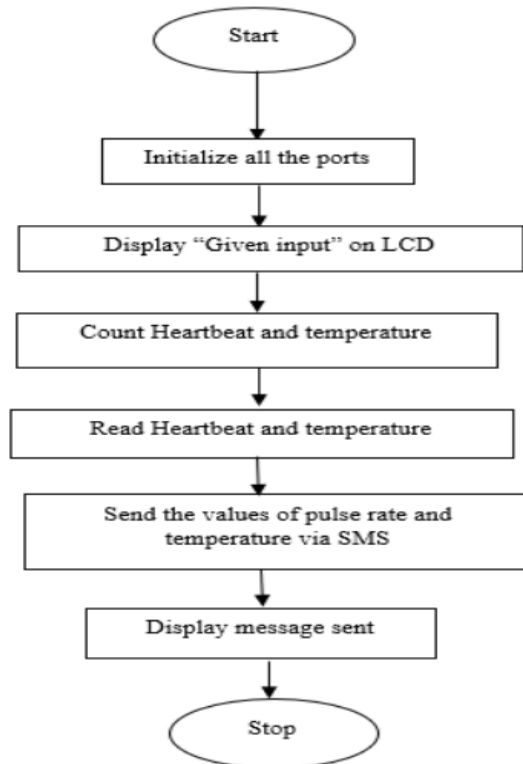 Start
Initialize all the ports
Display “Given input” on LCD
Count Heartbeat and temperature
Read Heartbeat and temperature
Send the values of pulse rate and
temperature via SMS
Display message sent
Stop